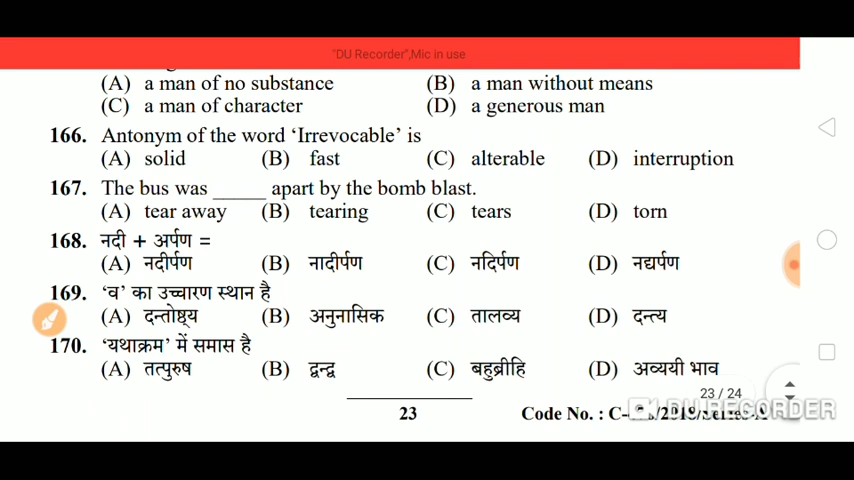 "DU Recorder",Mic in use
(A) a man of no substance (B) a man without means
(C) a man of character (D) a generous man
166. Antonym of the word ‘Irrevocable’ is
(A) solid (B) fast (C) alterable (D) interruption
167. The bus was _____ apart by the bomb blast.
(A) tear away (B) tearing (C) tears (D) torn
168. नदी + अर्पण =
(A) नदीर्पण (B) नादीर्पण (C) नदिर्पण (D) नद्यर्पण
169. ‘व’ का उच्चारण स्थान है
(A) दन्तोष्ठ्य (B) अनुनासिक (C) तालव्य (D) दन्त्य
170. ‘यथाक्रम’ में समास है
(A) तत्पुरुष (B) द्वन्द्व (C) बहुब्रीहि (D) अव्ययी भाव
23 / 24
DU RECORDER
23 Code No. :